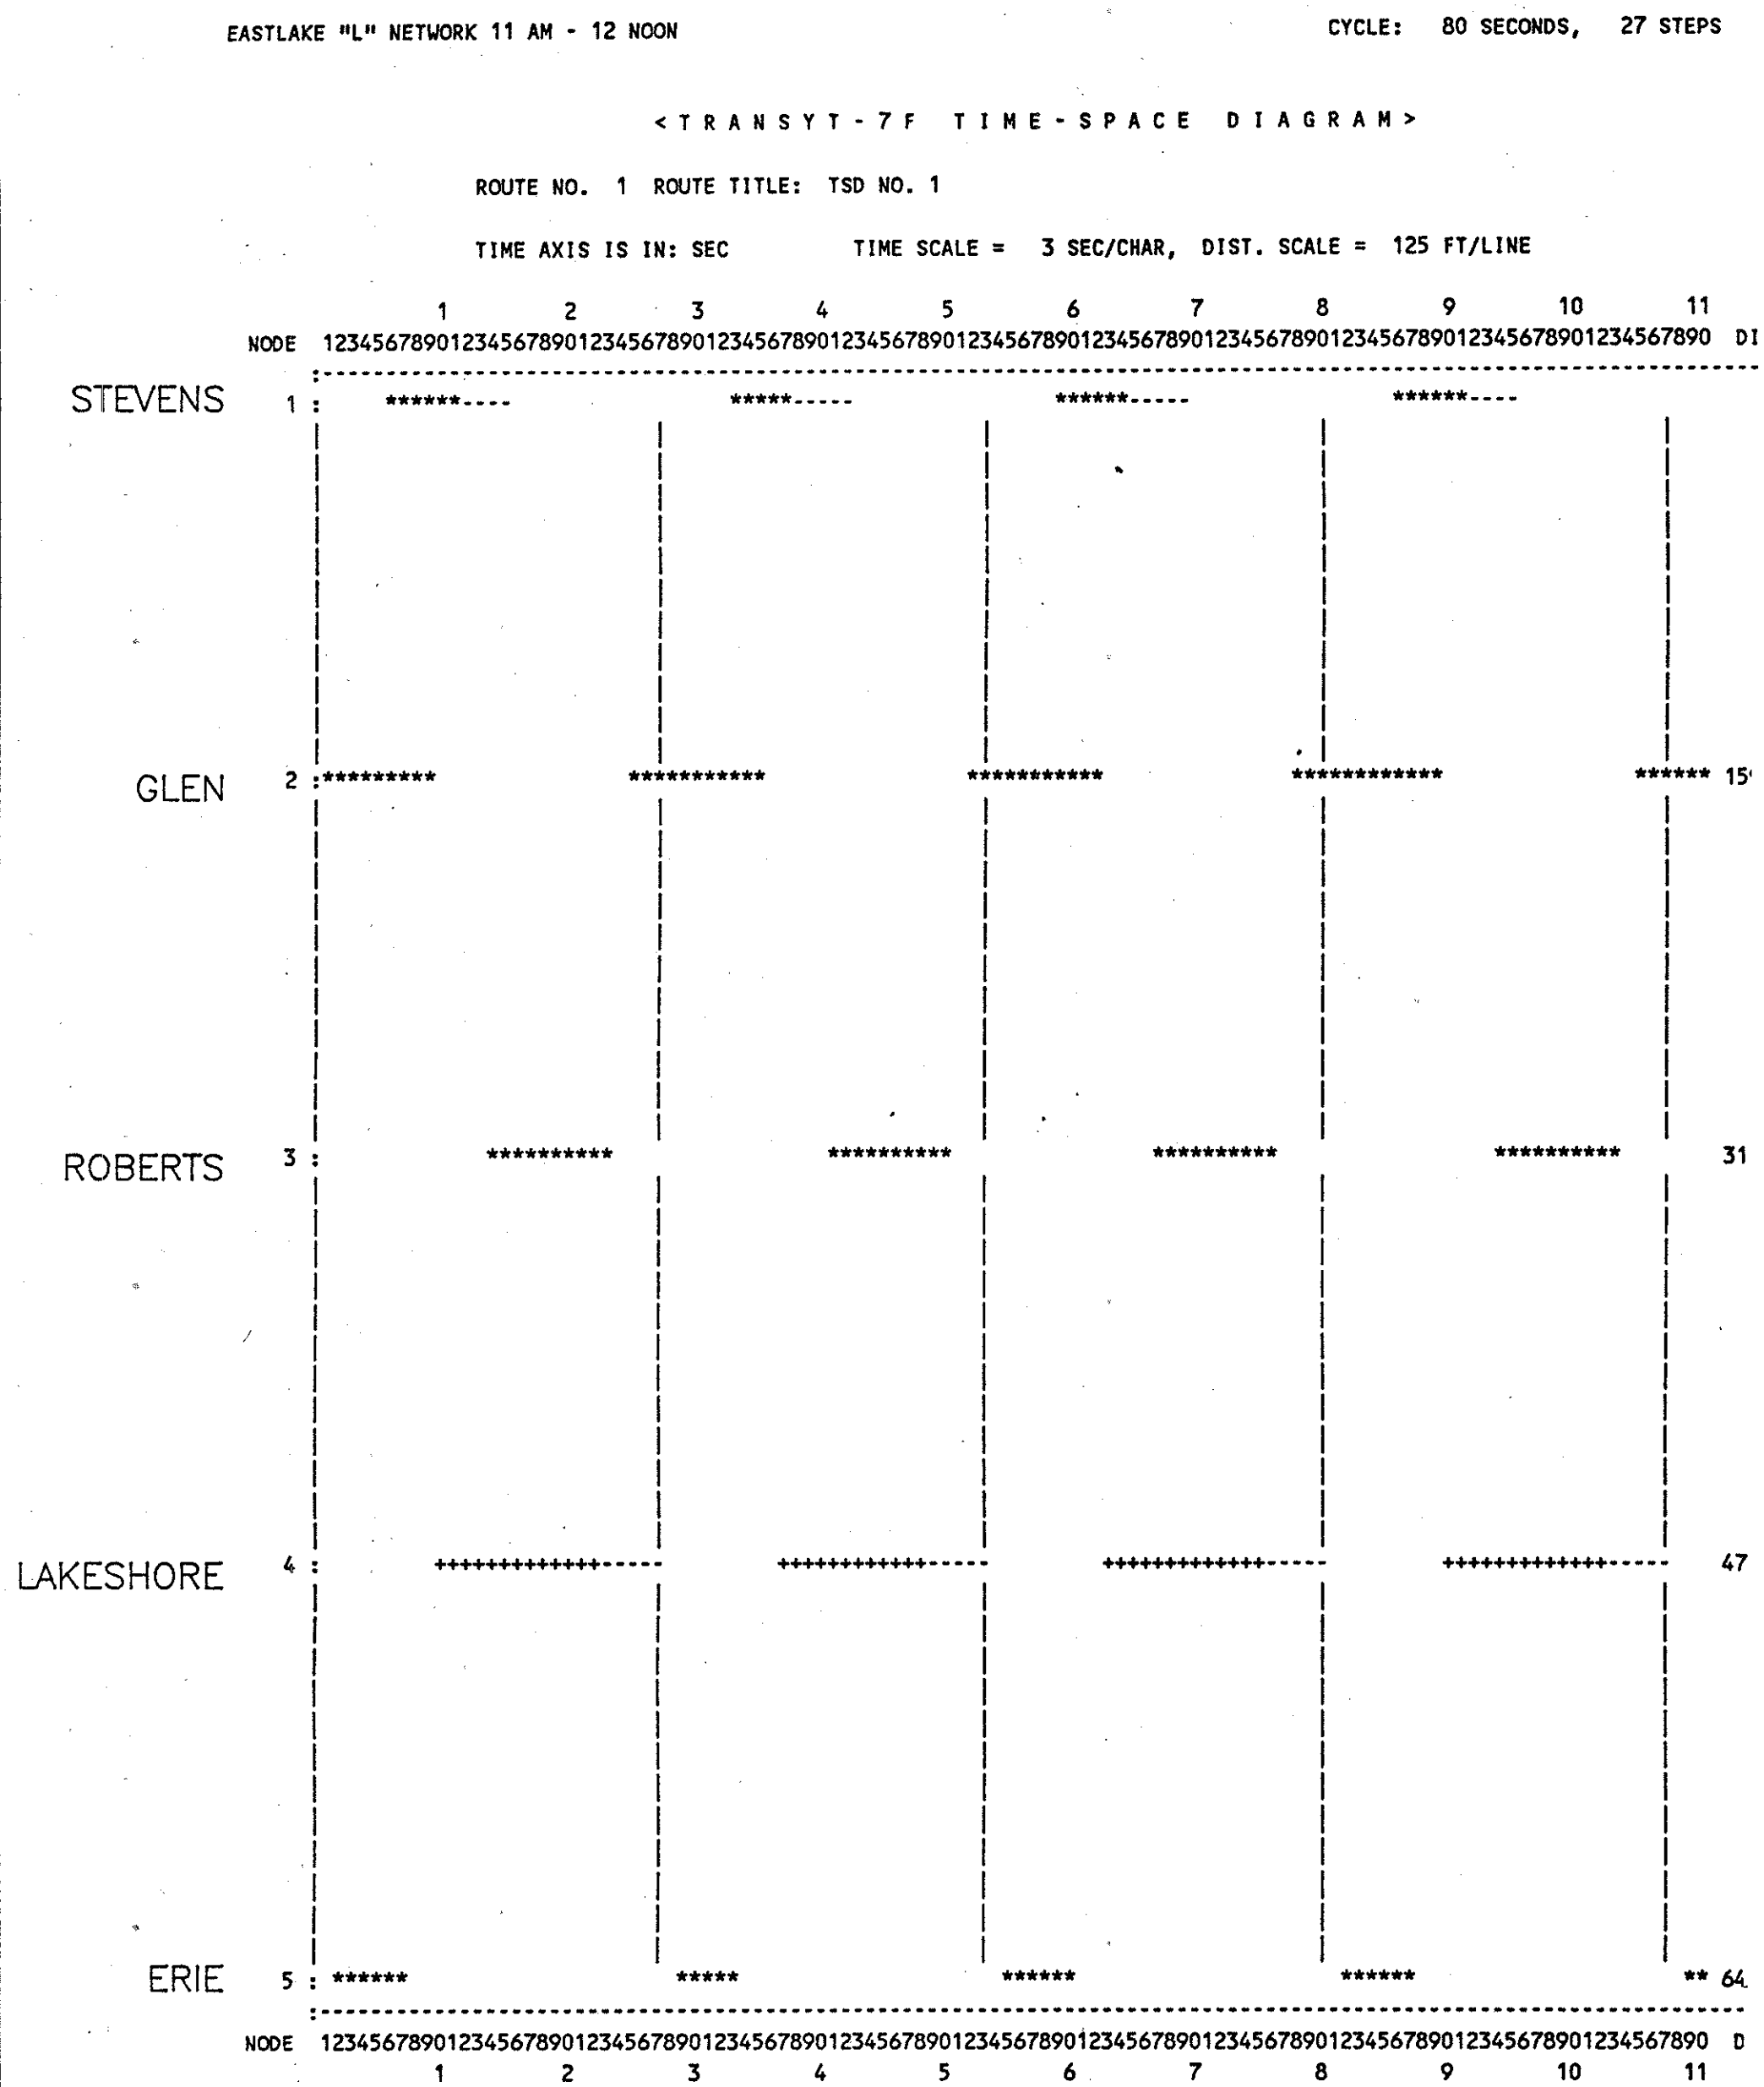 EASTLAKE "L" NETWORK 11 AM - 12 NOON CYCLE: 80 SECONDS, 27 STEPS
<TRANSYT-7F TIME-SPACE DIAGRAM>
ROUTE NO. 1 ROUTE TITLE: TSD NO. 1
TIME AXIS IS IN: SEC TIME SCALE = 3 SEC/CHAR, DIST. SCALE = 125 FT/LINE
1 2 3 4 5 6 7 8 9 10 11
NODE 12345678901234567890123456789012345678901234567890123456789012345678901234567890123456789012345678901234567890 DI
STEVENS 1 : ******---- *****----- ******----- ******----
GLEN 2 :********* *********** *********** ************ ****** 15
ROBERTS 3 : ********** ********** ********** ********** 31
LAKESHORE 4 : +++++++++++++----- ++++++++++++----- +++++++++++++----- +++++++++++++-----
47
ERIE 5 : ****** ***** ****** ****** ** 64
NODE 12345678901234567890123456789012345678901234567890123456789012345678901234567890123456789012345678901234567890 D
1 2 3 4 5 6 7 8 9 10 11